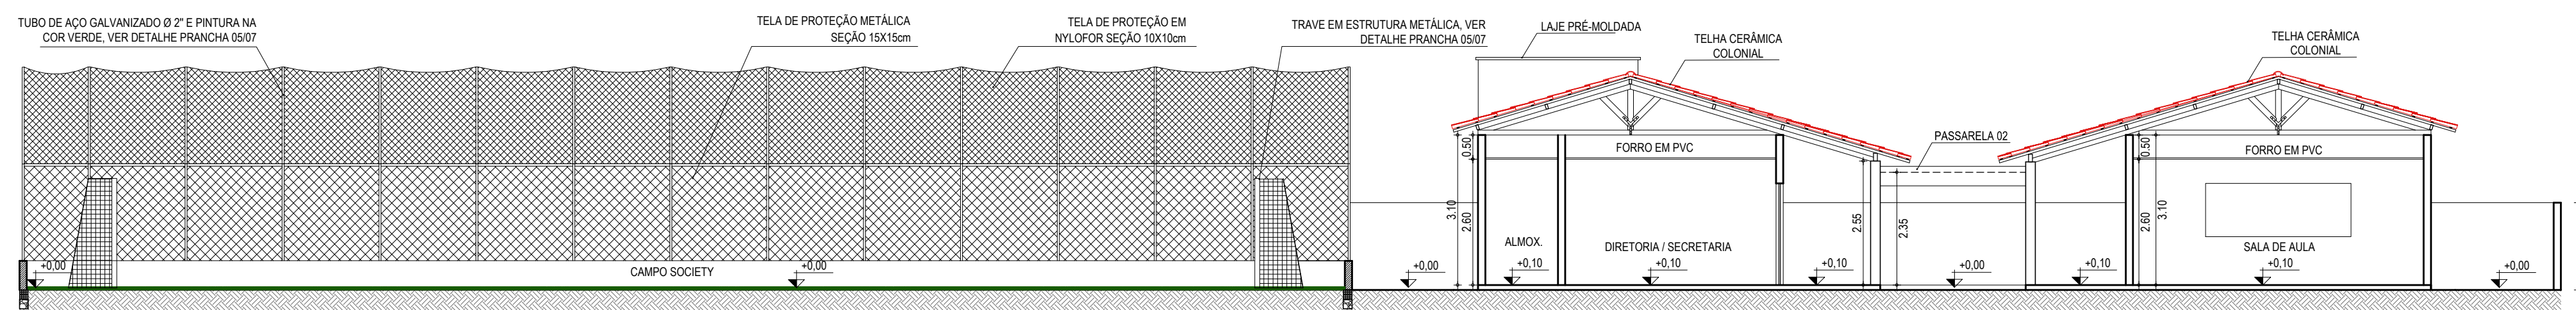 TUBO DE AÇO GALVANIZADO Ø 2" E PINTURA NA
COR VERDE, VER DETALHE PRANCHA 05/07
TELA DE PROTEÇÃO METÁLICA
SEÇÃO 15X15cm
TELA DE PROTEÇÃO EM
NYLOFOR SEÇÃO 10X10cm
TRAVE EM ESTRUTURA METÁLICA, VER
DETALHE PRANCHA 05/07
LAJE PRÉ-MOLDADA
TELHA CERÂMICA
COLONIAL
TELHA CERÂMICA
COLONIAL
PASSARELA 02
FORRO EM PVC
FORRO EM PVC
0.50
0.50
3.10
2.60
2.55
2.35
2.60
3.10
ALMOX.
DIRETORIA / SECRETARIA
SALA DE AULA
CAMPO SOCIETY
+0,00
+0,00
+0,00
+0,10
+0,10
+0,10
+0,00
+0,10
+0,10
+0,00